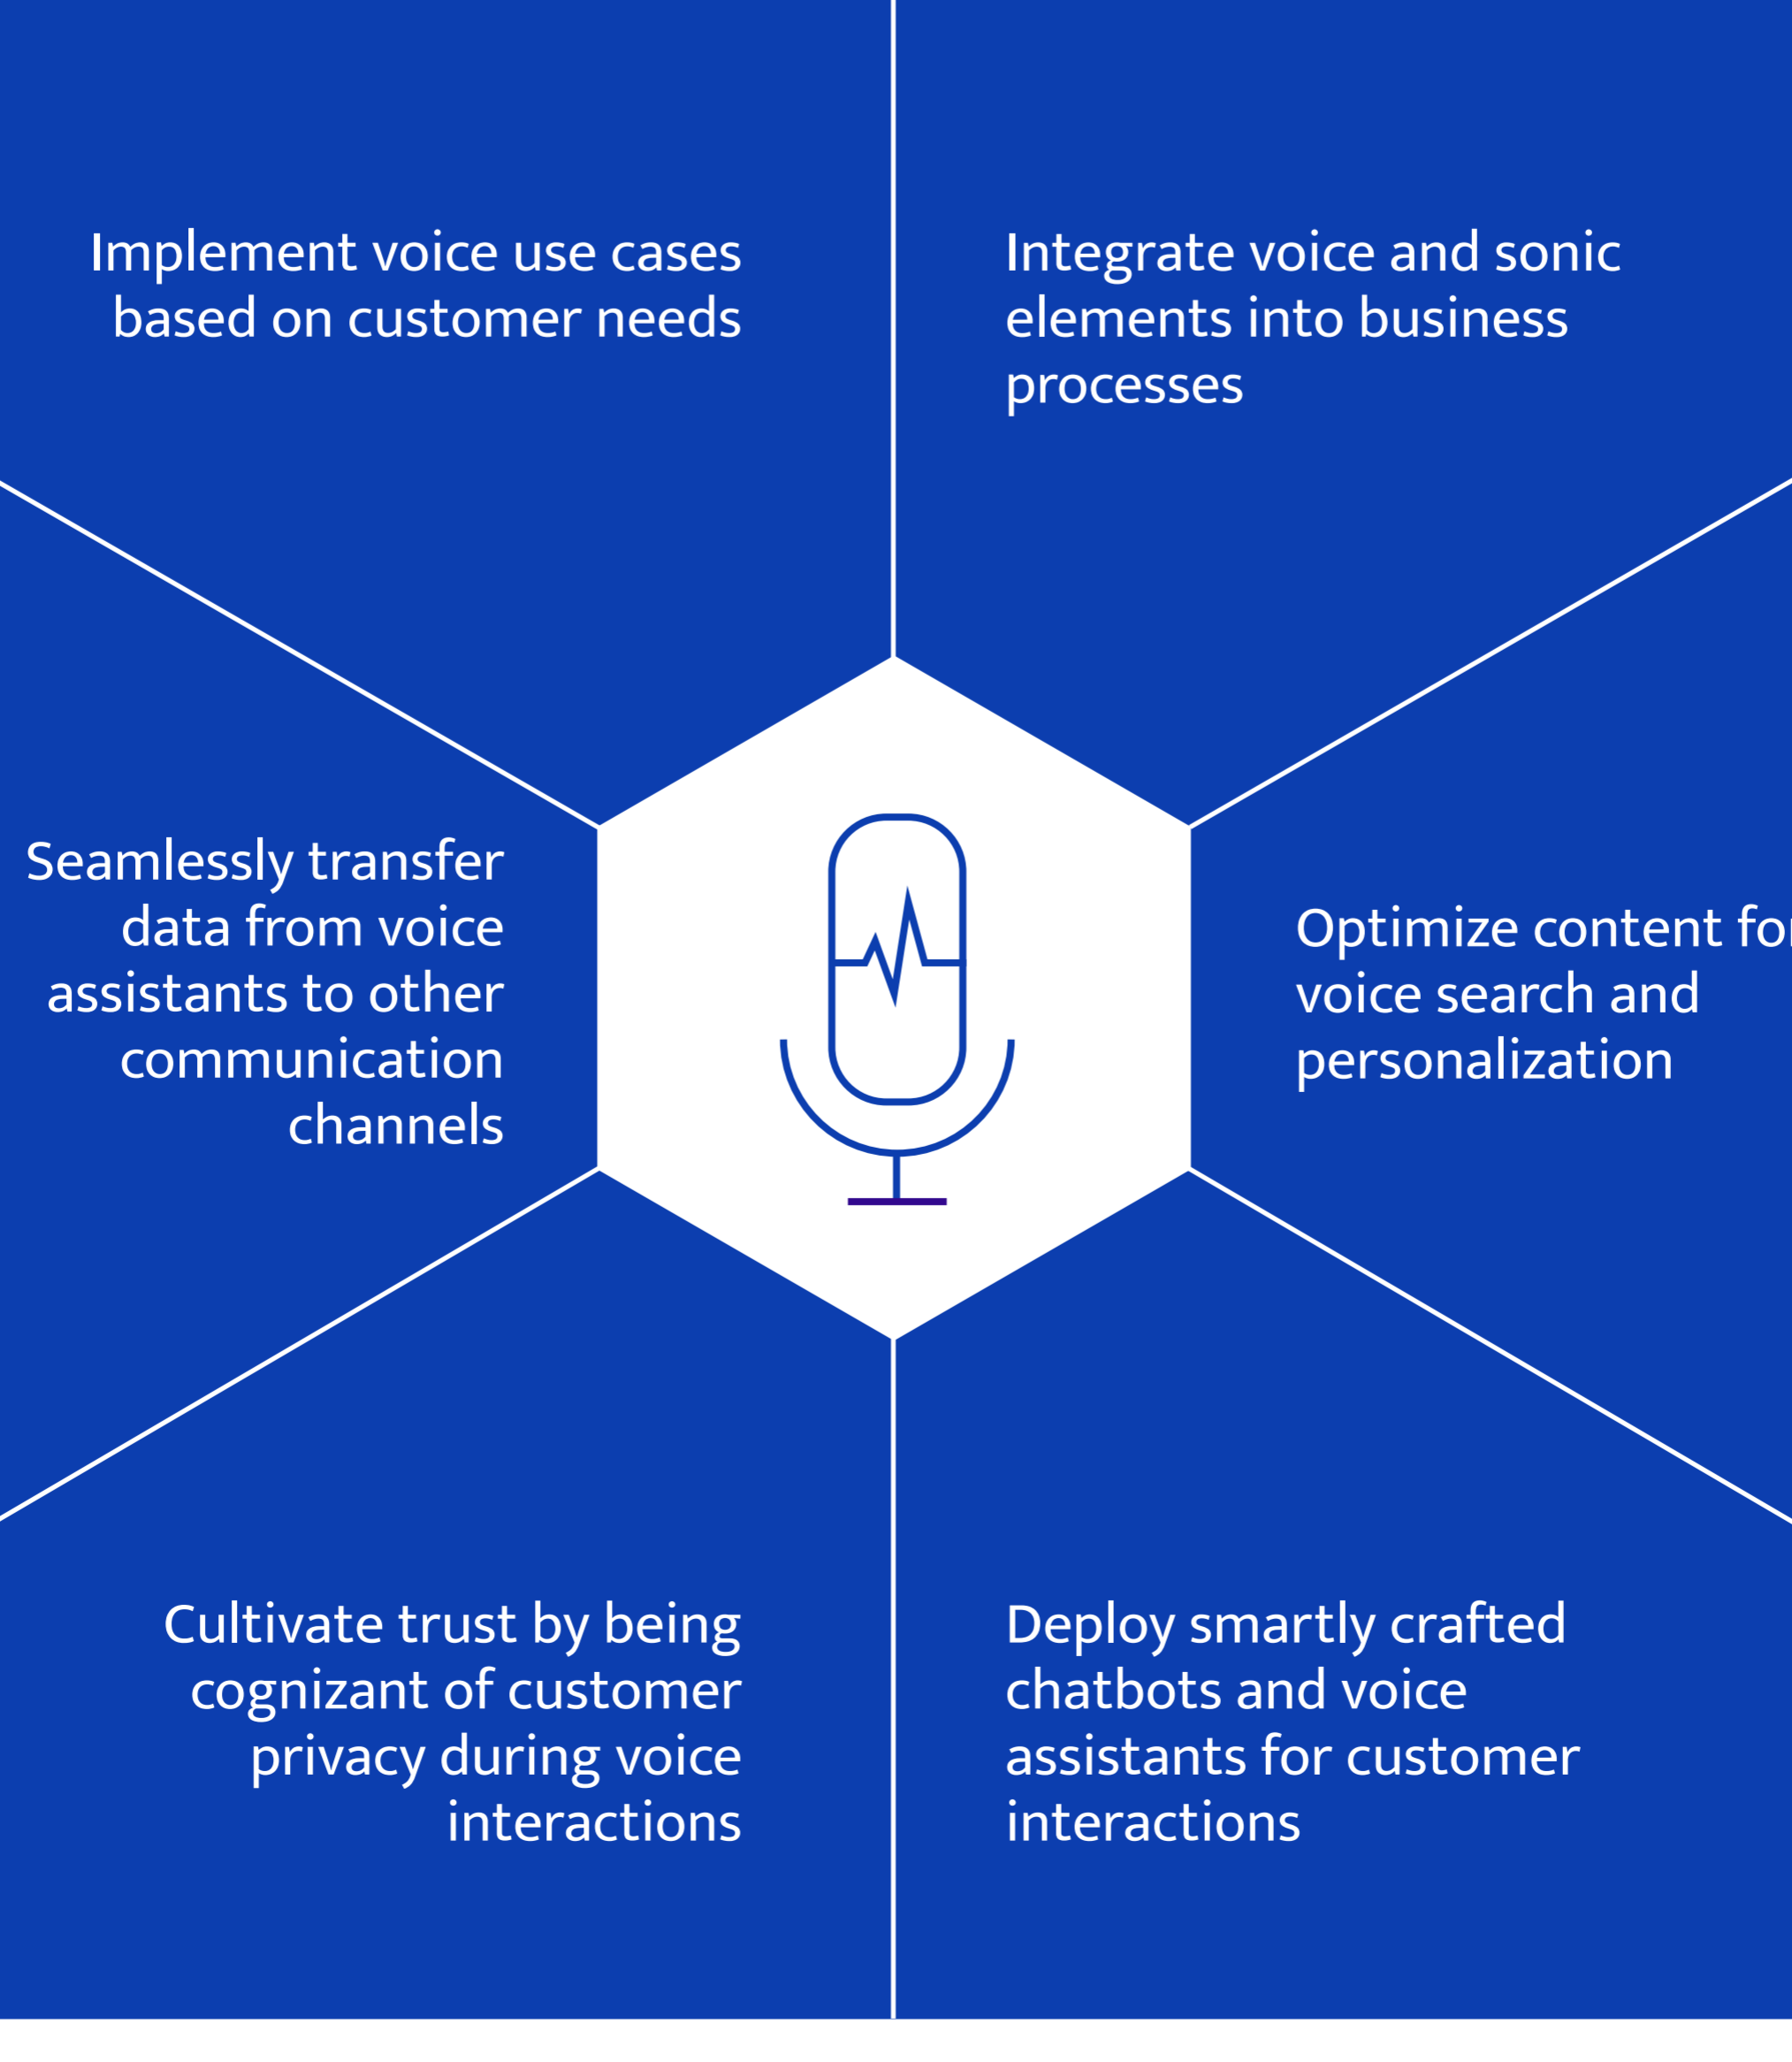 Implement voice use cases
based on customer needs
Integrate voice and sonic
elements into business
processes
Seamlessly transfer
data from voice
assistants to other
communication
channels
Optimize content for
voice search and
personalization
Cultivate trust by being
cognizant of customer
privacy during voice
interactions
Deploy smartly crafted
chatbots and voice
assistants for customer
interactions